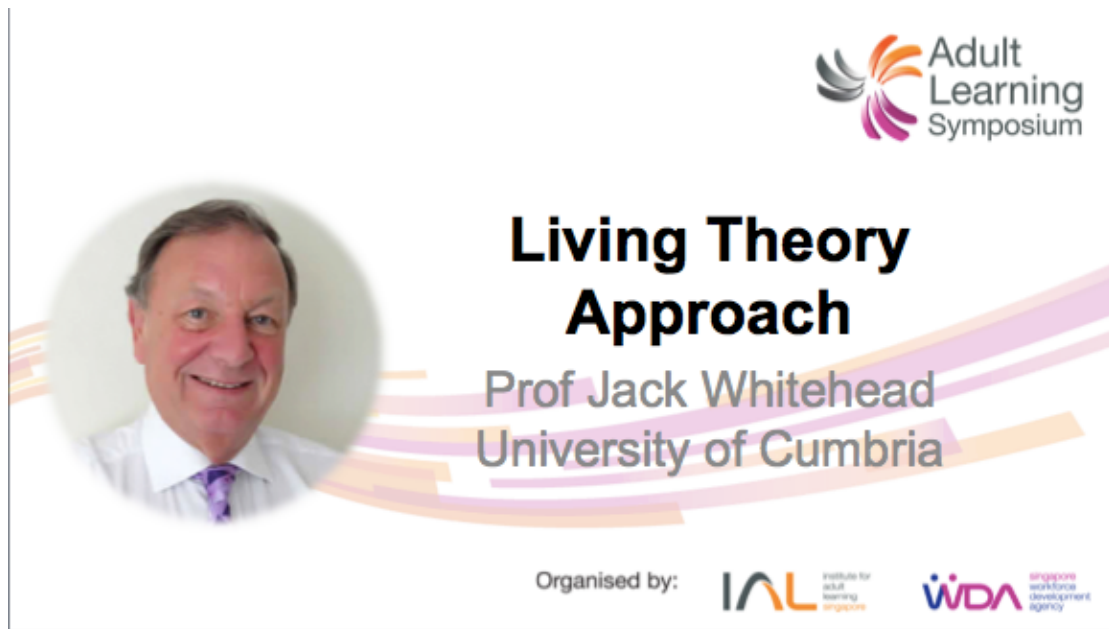 Adult
Learning
Symposium
Living Theory
Approach
Prof Jack Whitehead
University of Cumbria
Organised by:
IAL
institute for
adult
learning
singapore
WDA
singapore
workforce
development
agency